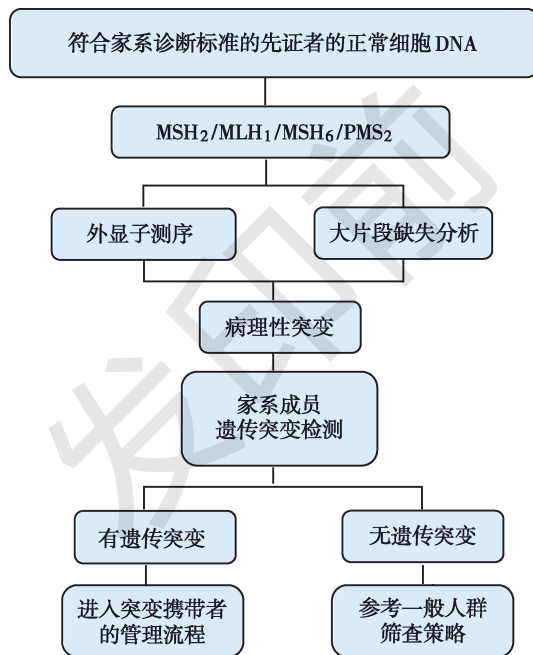 符合家系诊断标准的先证者的正常细胞DNA
MSH₂/MLH₁/MSH₆/PMS₂
外显子测序
大片段缺失分析
病理性突变
家系成员
遗传突变检测
有遗传突变
无遗传突变
进入突变携带者
的管理流程
参考一般人群
筛查策略
发印前